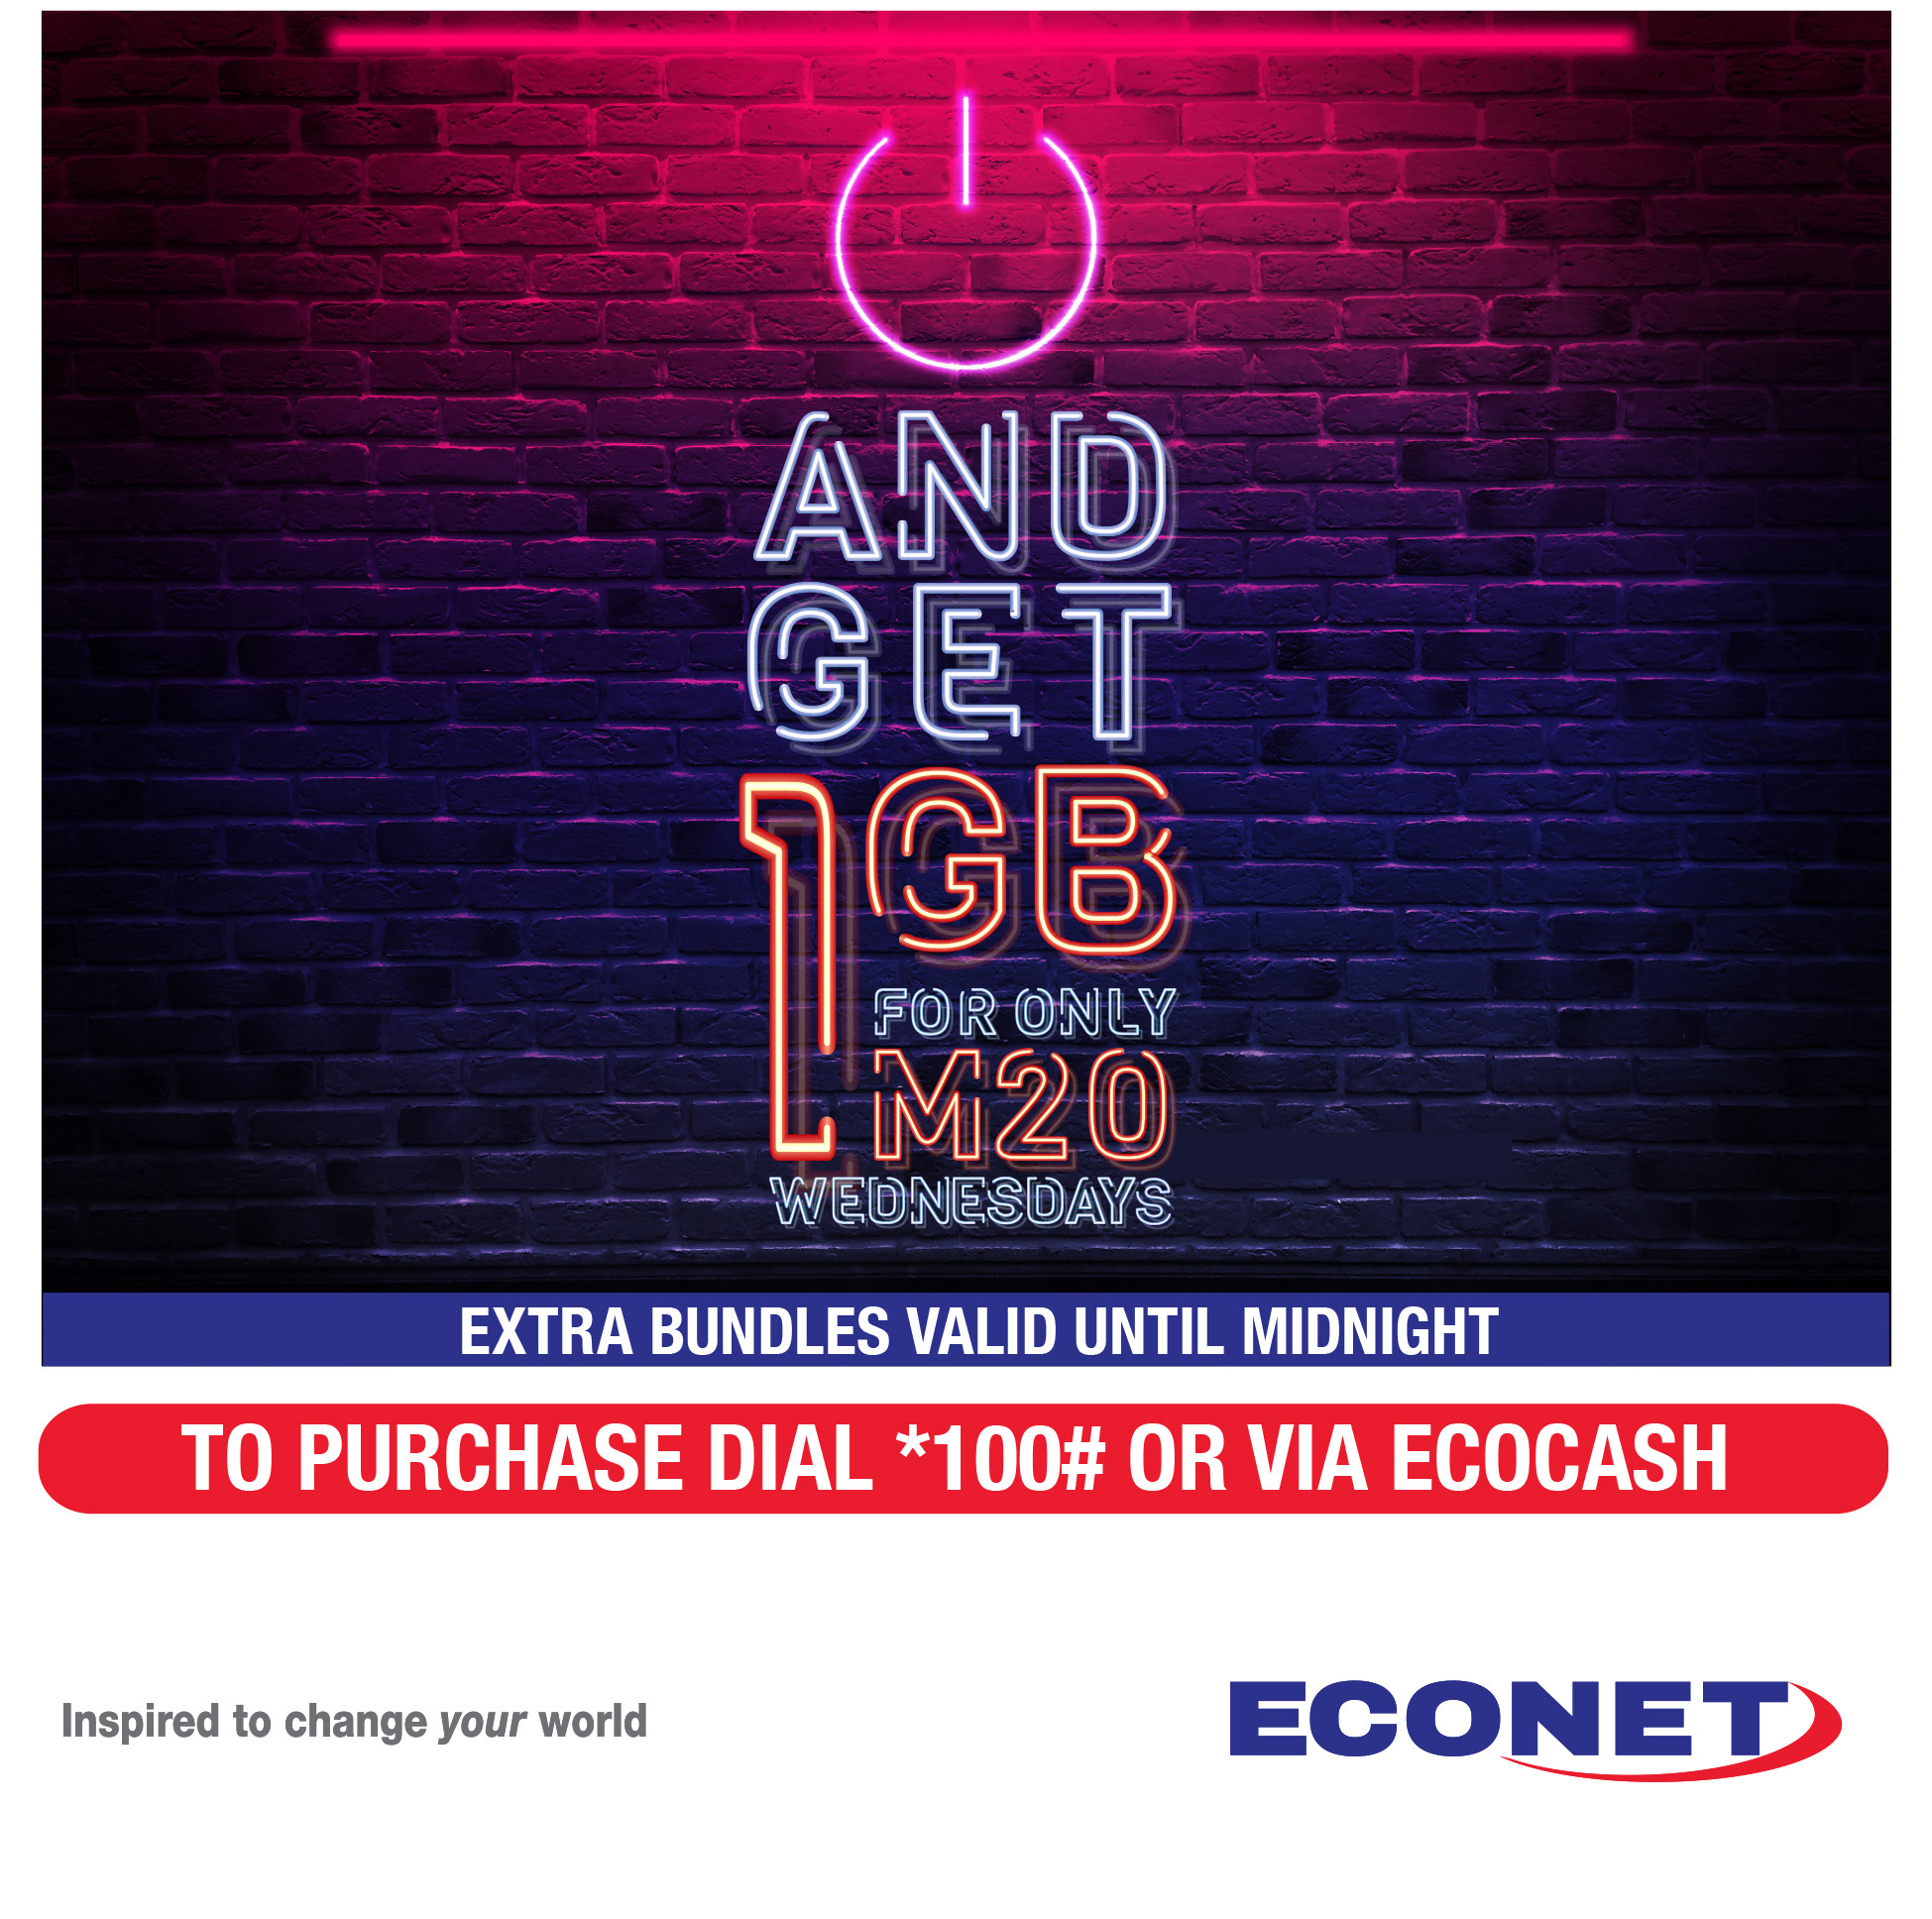 AND
GET
1GB
FOR ONLY
M20
WEDNESDAYS
EXTRA BUNDLES VALID UNTIL MIDNIGHT
TO PURCHASE DIAL *100# OR VIA ECOCASH
Inspired to change your world
ECONET